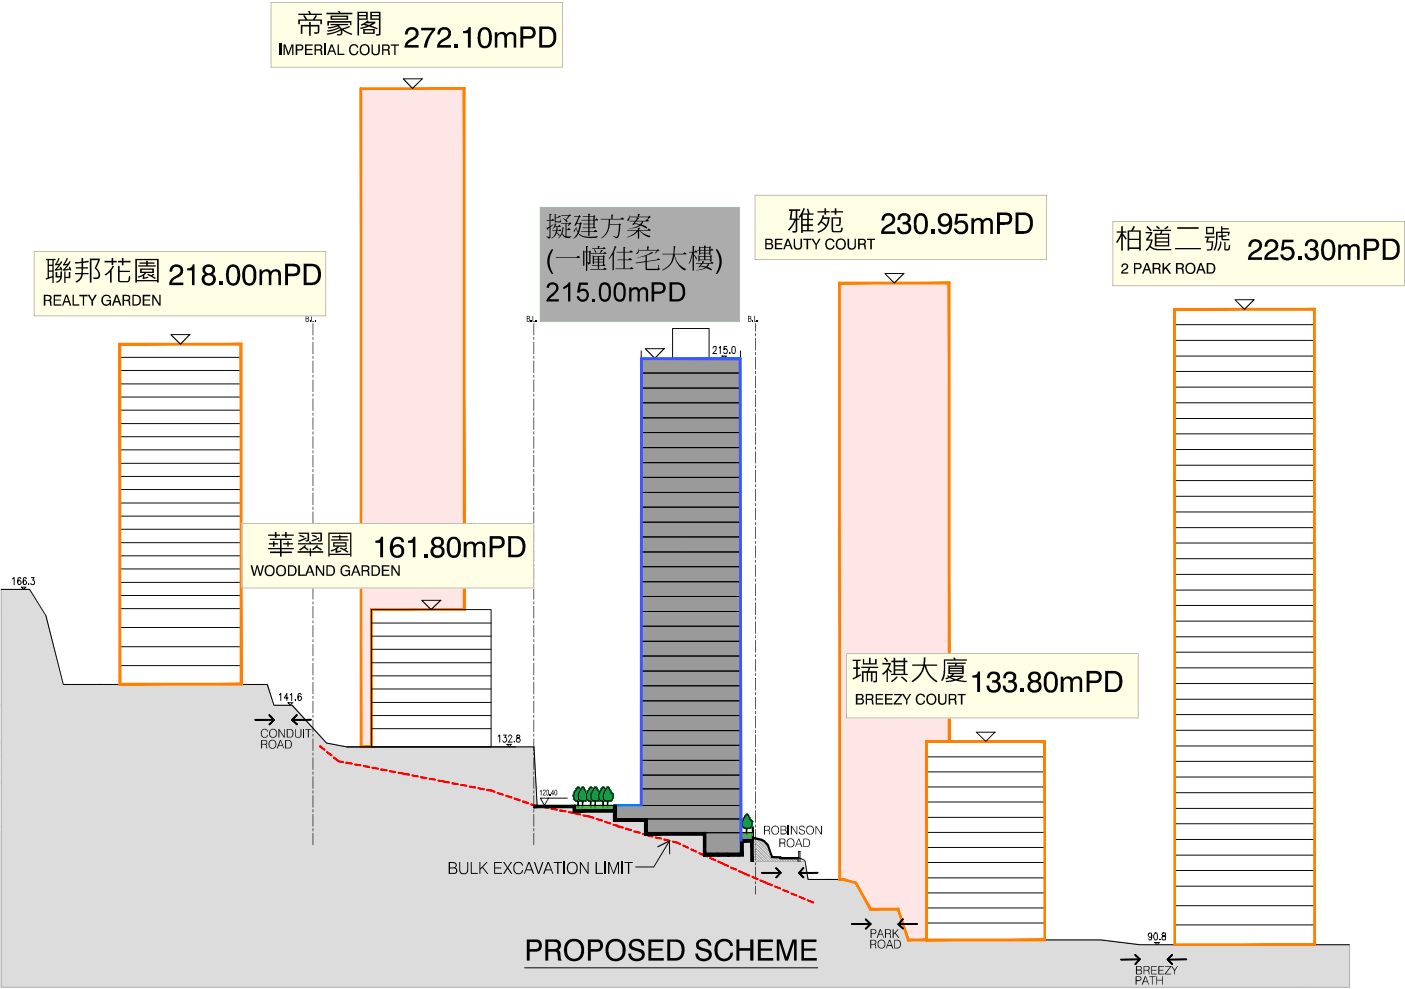 帝豪閣 272.10mPD
IMPERIAL COURT
雅苑 230.95mPD
BEAUTY COURT
擬建方案
(一幢住宅大樓)
215.00mPD
柏道二號 225.30mPD
2 PARK ROAD
聯邦花園 218.00mPD
REALTY GARDEN
B.L.
B.L.
B.L.
215.0
華翠園 161.80mPD
WOODLAND GARDEN
166.3
瑞祺大廈 133.80mPD
BREEZY COURT
141.6
CONDUIT
ROAD
132.8
120.40
ROBINSON
ROAD
BULK EXCAVATION LIMIT
PARK
ROAD
90.8
BREEZY
PATH
PROPOSED SCHEME